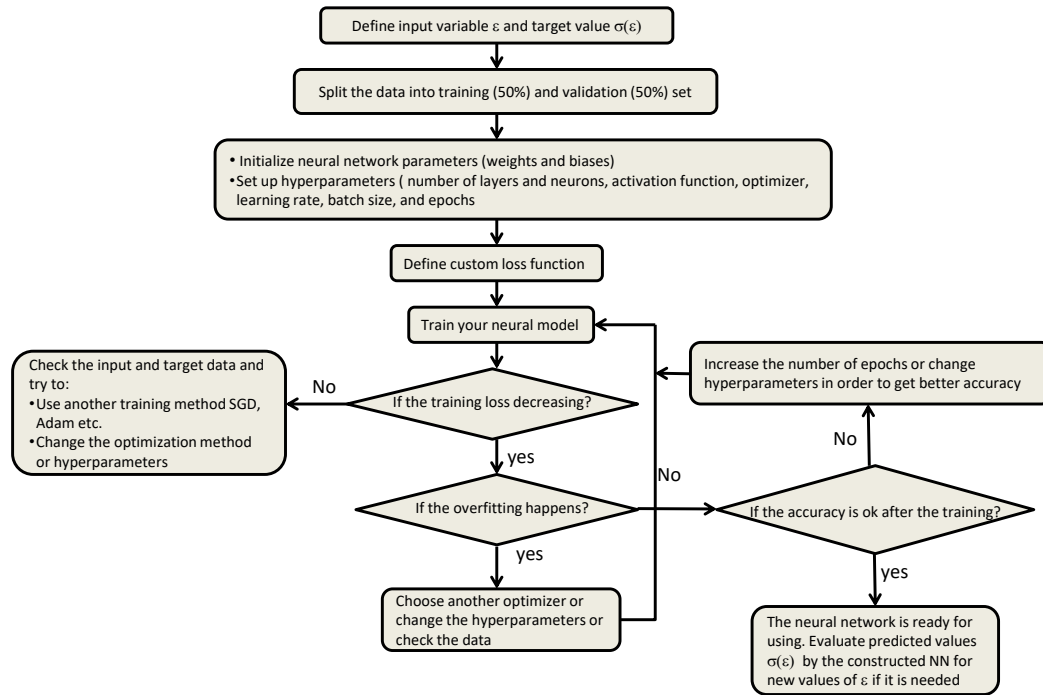 Define input variable ε and target value σ(ε)
Split the data into training (50%) and validation (50%) set
• Initialize neural network parameters (weights and biases)
•Set up hyperparameters ( number of layers and neurons, activation function, optimizer,
learning rate, batch size, and epochs
Define custom loss function
Train your neural model
Check the input and target data and
try to:
•Use another training method SGD,
Adam etc.
•Change the optimization method
or hyperparameters
No
If the training loss decreasing?
Increase the number of epochs or change
hyperparameters in order to get better accuracy
yes
No
No
If the overfitting happens?
If the accuracy is ok after the training?
yes
yes
Choose another optimizer or
change the hyperparameters or
check the data
The neural network is ready for
using. Evaluate predicted values
σ(ε) by the constructed NN for
new values of ε if it is needed